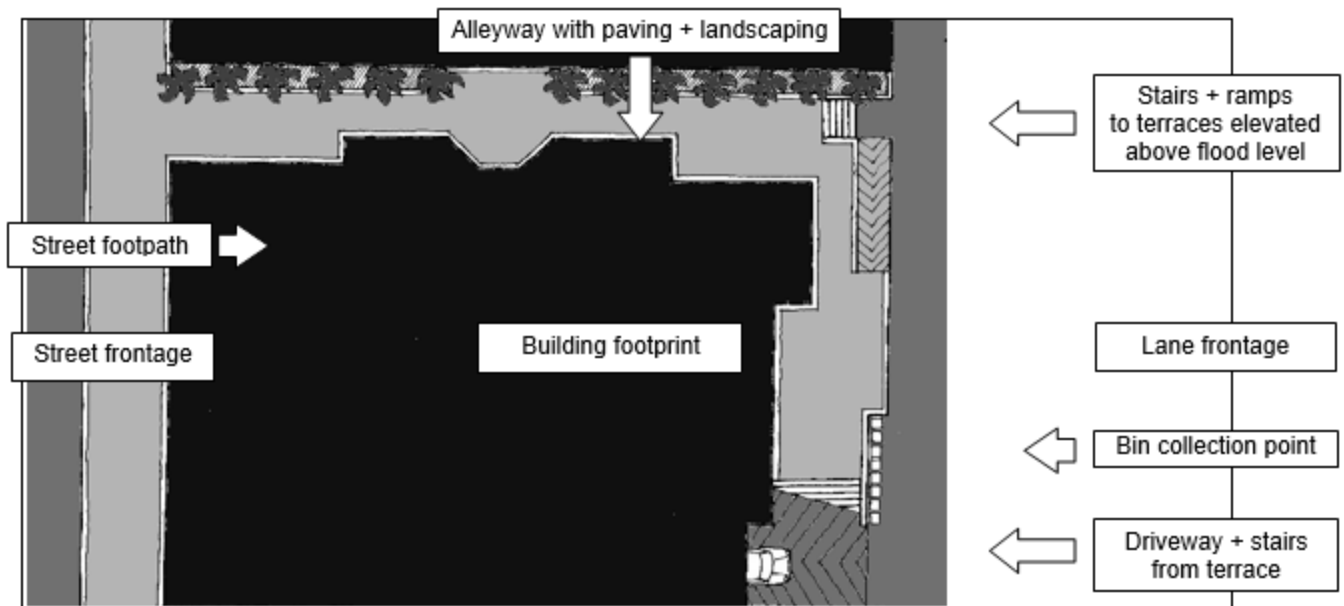 Alleyway with paving + landscaping
Stairs + ramps
to terraces elevated
above flood level
Street footpath
Street frontage
Building footprint
Lane frontage
Bin collection point
Driveway + stairs
from terrace